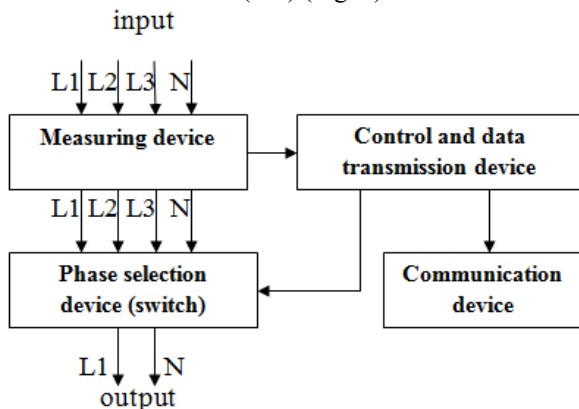 input
L1 L2 L3 N
Measuring device
Control and data
transmission device
L1 L2 L3 N
Phase selection
device (switch)
Communication
device
L1 N
output